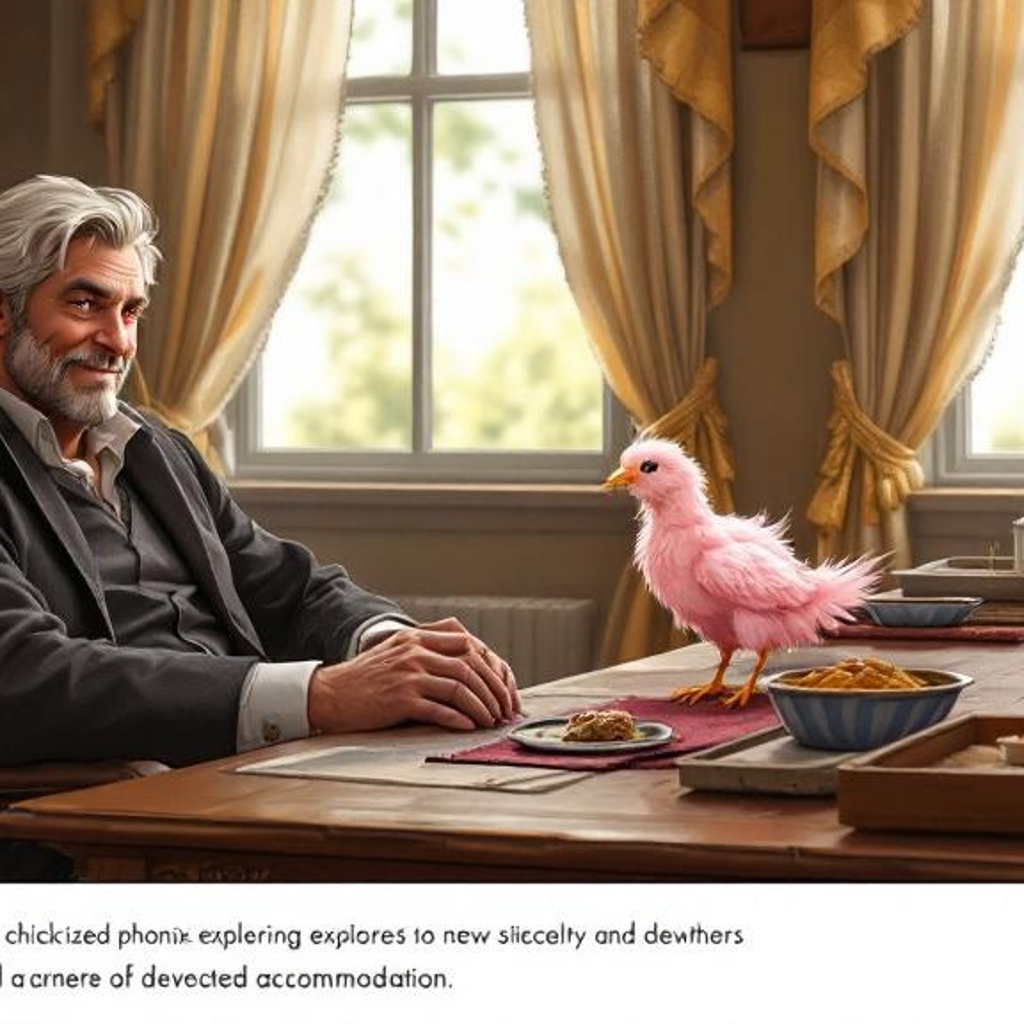 chickized phonix explering explores to new sliccelty and dewthers
l a crnere of devected accommodation.